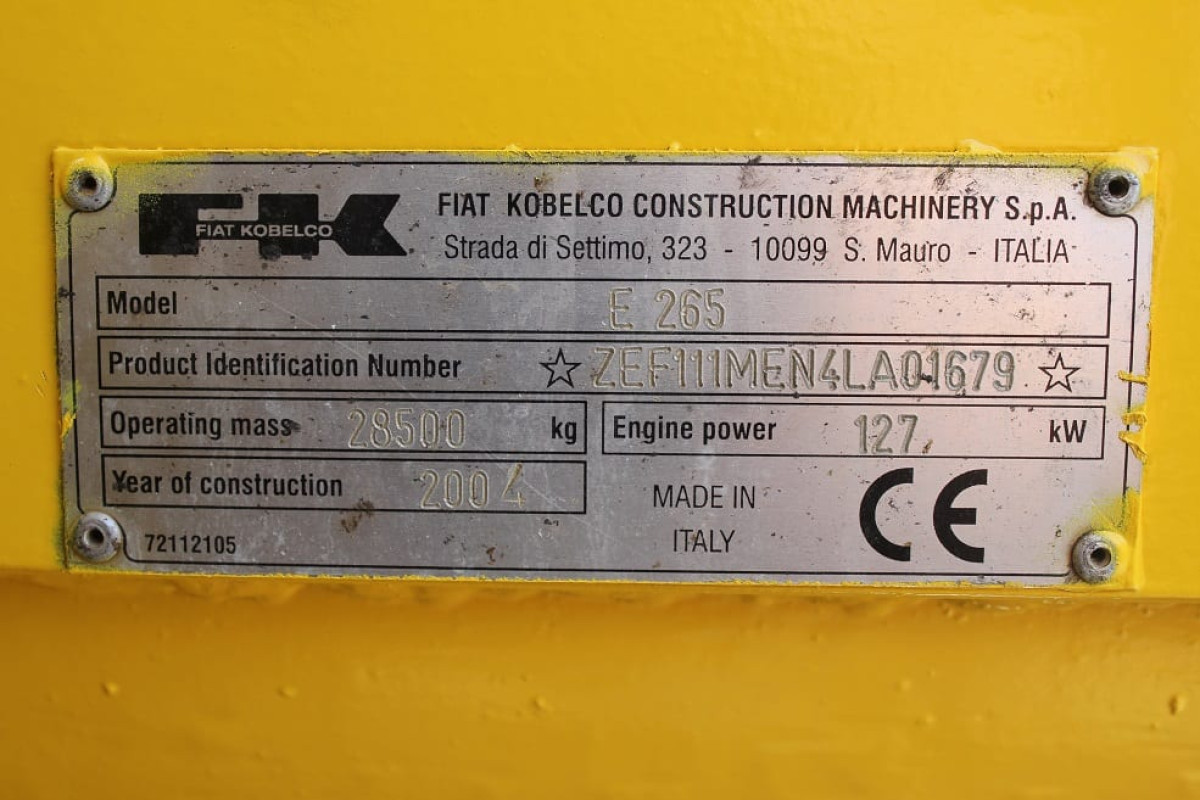 FK
FIAT KOBELCO
FIAT KOBELCO CONSTRUCTION MACHINERY S.p.A.
Strada di Settimo, 323 - 10099 S. Mauro - ITALIA
Model E 265
Product Identification Number ☆ ZEF111MEN4LA01679 ☆
Operating mass 28500 kg Engine power 127 kW
Year of construction 2004
MADE IN
ITALY
CE
72112105